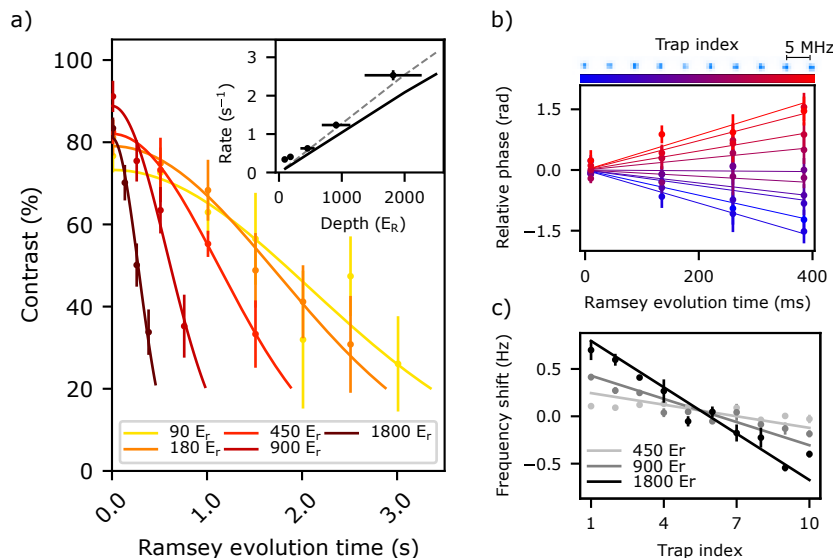 a)
100
80
60
40
20
0
Contrast (%)
0.0
1.0
2.0
3.0
Ramsey evolution time (s)
90 E_r
180 E_r
450 E_r
900 E_r
1800 E_r
3
2
1
0
Rate (s⁻¹)
0
1000
2000
Depth (E_R)
b)
Trap index
5 MHz
1.5
0.0
−1.5
Relative phase (rad)
0
200
400
Ramsey evolution time (ms)
c)
0.5
0.0
−0.5
Frequency shift (Hz)
450 Er
900 Er
1800 Er
1
4
7
10
Trap index